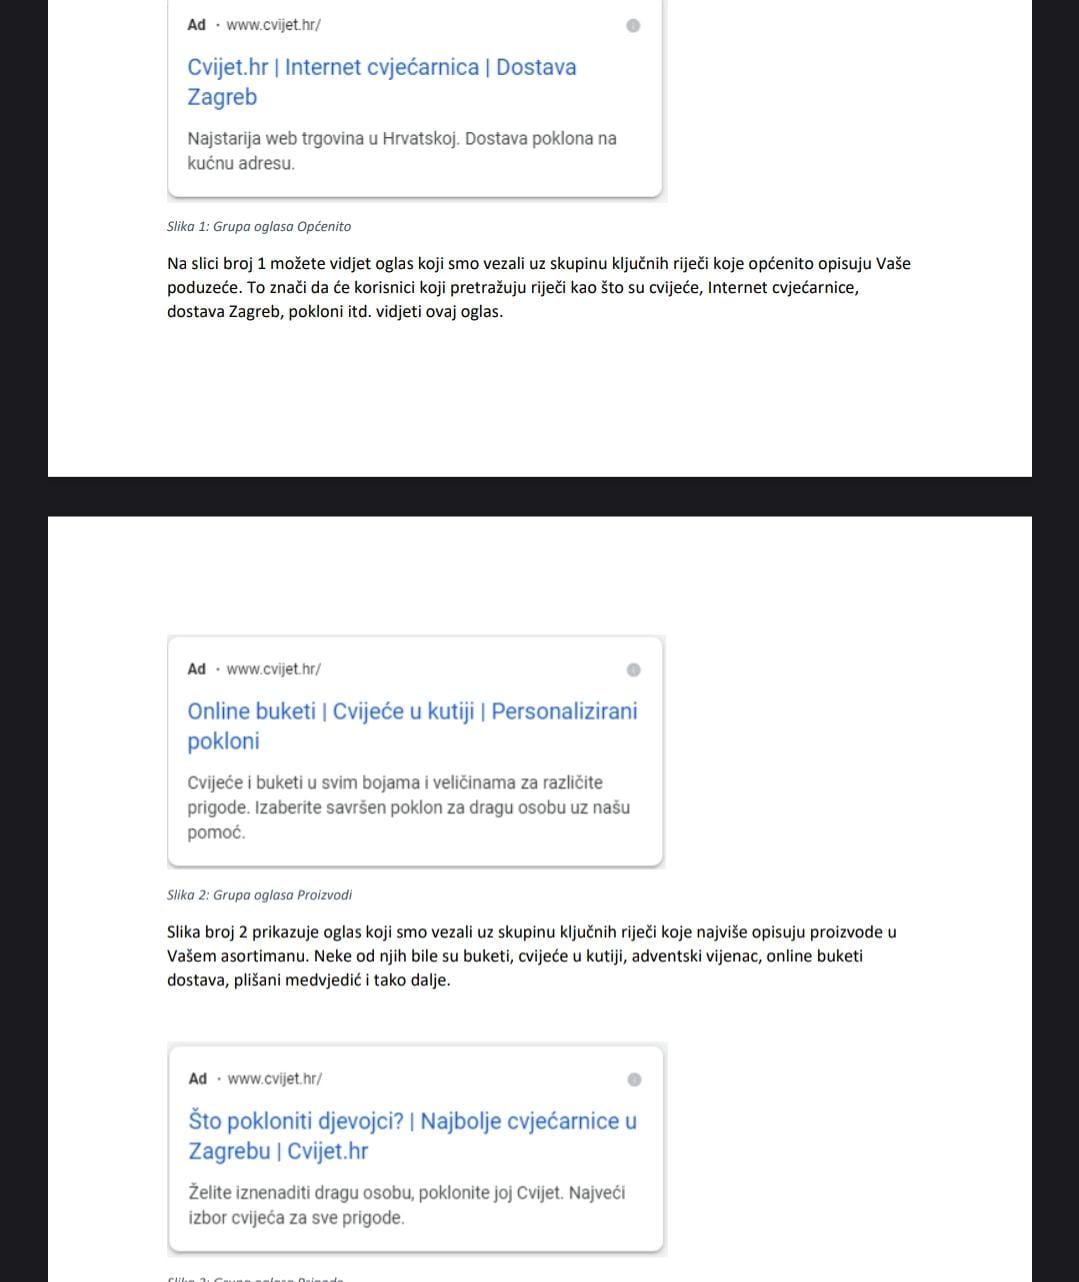 Ad · www.cvijet.hr/
Cvijet.hr | Internet cvjećarnica | Dostava
Zagreb
Najstarija web trgovina u Hrvatskoj. Dostava poklona na
kućnu adresu.
Slika 1: Grupa oglasa Općenito
Na slici broj 1 možete vidjet oglas koji smo vezali uz skupinu ključnih riječi koje općenito opisuju Vaše
poduzeće. To znači da će korisnici koji pretražuju riječi kao što su cvijeće, Internet cvjećarnice,
dostava Zagreb, pokloni itd. vidjeti ovaj oglas.
Ad · www.cvijet.hr/
Online buketi | Cvijeće u kutiji | Personalizirani
pokloni
Cvijeće i buketi u svim bojama i veličinama za različite
prigode. Izaberite savršen poklon za dragu osobu uz našu
pomoć.
Slika 2: Grupa oglasa Proizvodi
Slika broj 2 prikazuje oglas koji smo vezali uz skupinu ključnih riječi koje najviše opisuju proizvode u
Vašem asortimanu. Neke od njih bile su buketi, cvijeće u kutiji, adventski vijenac, online buketi
dostava, plišani medvjedić i tako dalje.
Ad · www.cvijet.hr/
Što pokloniti djevojci? | Najbolje cvjećarnice u
Zagrebu | Cvijet.hr
Želite iznenaditi dragu osobu, poklonite joj Cvijet. Najveći
izbor cvijeća za sve prigode.
Slika 3: Grupa oglasa Prigode